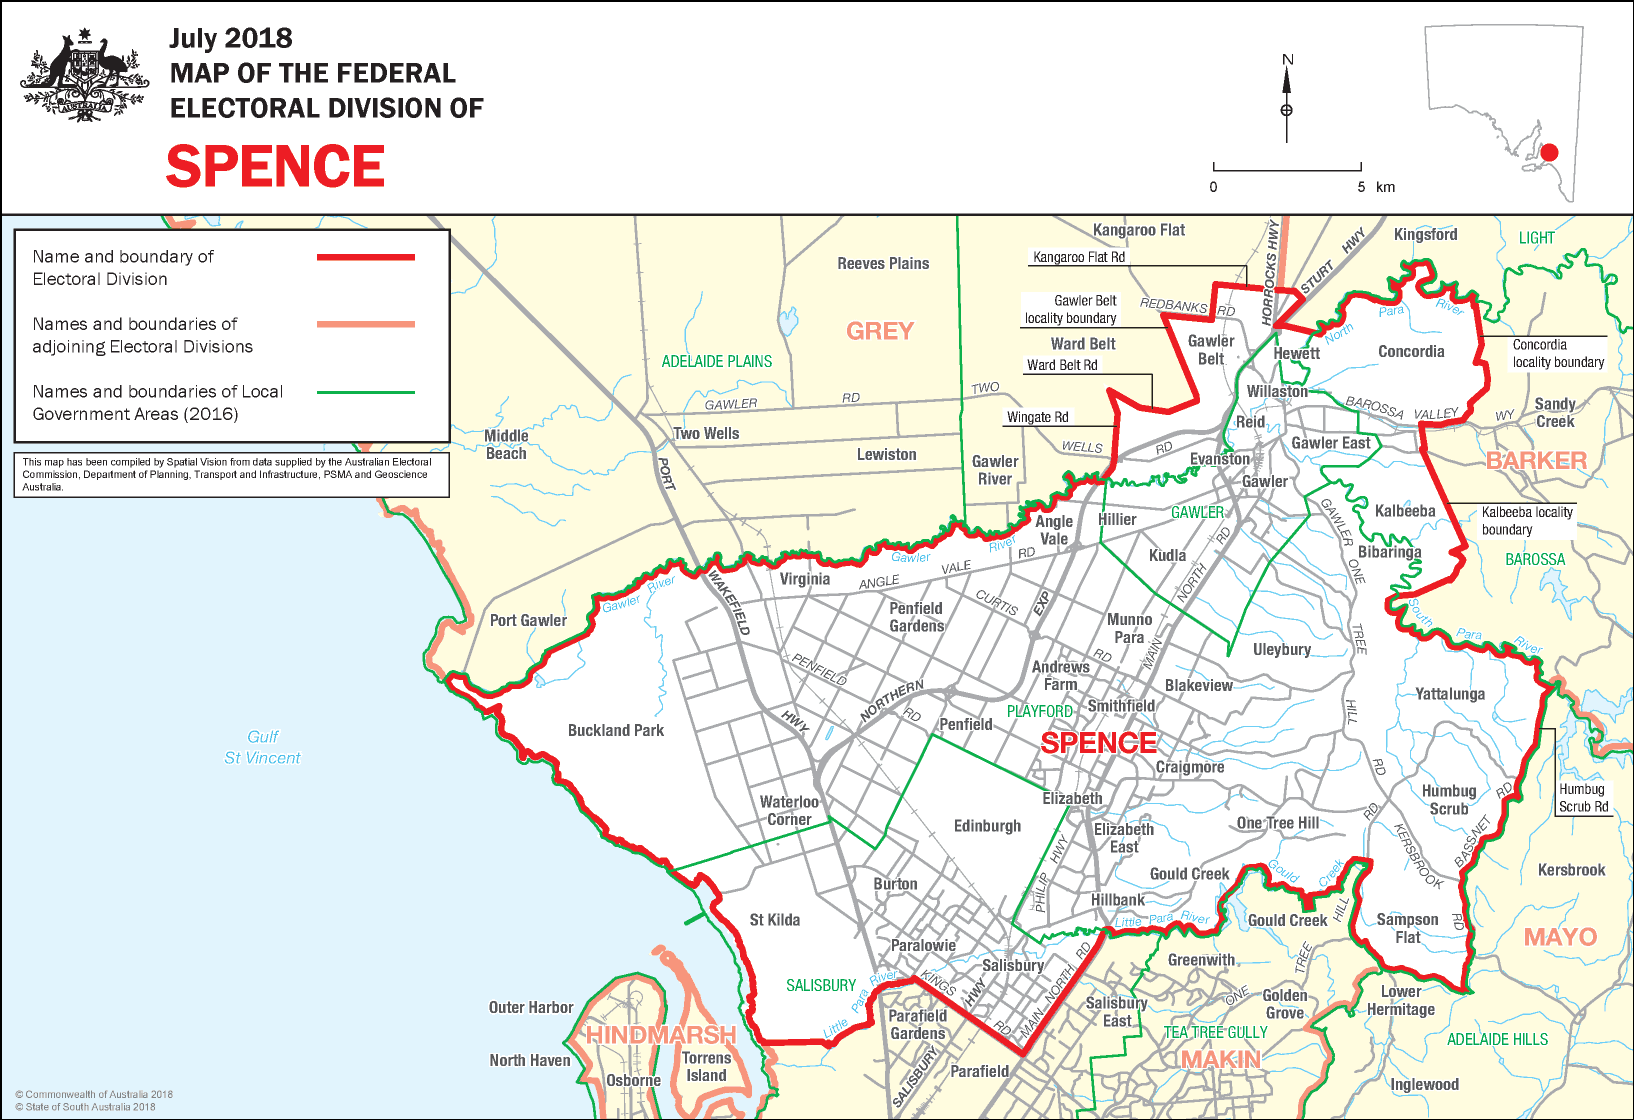 July 2018
MAP OF THE FEDERAL
ELECTORAL DIVISION OF
SPENCE
AUSTRALIA
N
0 5 km
Name and boundary of
Electoral Division
Names and boundaries of
adjoining Electoral Divisions
Names and boundaries of Local
Government Areas (2016)
This map has been compiled by Spatial Vision from data supplied by the Australian Electoral
Commission, Department of Planning, Transport and Infrastructure, PSMA and Geoscience
Australia.
Kangaroo Flat
Kangaroo Flat Rd
Kingsford
LIGHT
HORROCKS HWY
STURT HWY
Reeves Plains
GREY
Gawler Belt
locality boundary
REDBANKS RD
North Para River
Ward Belt
Ward Belt Rd
Gawler
Belt
Hewett
Concordia
Concordia
locality boundary
ADELAIDE PLAINS
Willaston
BAROSSA VALLEY WY
Sandy
Creek
GAWLER RD
TWO
WELLS RD
Wingate Rd
Reid
Gawler East
BARKER
Middle
Beach
Two Wells
Lewiston
Gawler
River
Evanston
Gawler
PORT
WAKEFIELD
HWY
Angle
Vale
Hillier
GAWLER
Kalbeeba
Kalbeeba locality
boundary
GAWLER ONE
TREE
HILL
RD
Bibaringa
BAROSSA
Kudla
Gawler River
Gawler River
RD
Virginia
ANGLE VALE
CURTIS
RD
EXP
NORTHERN
Penfield
Gardens
Port Gawler
Munno
Para
MAIN
NORTH
RD
South Para River
Uleybury
PENFIELD
RD
Andrews
Farm
Blakeview
Yattalunga
Smithfield
PLAYFORD
Penfield
Buckland Park
Gulf
St Vincent
SPENCE
Craigmore
Humbug
Scrub
Humbug
Scrub Rd
Elizabeth
Waterloo
Corner
Edinburgh
Elizabeth
East
One Tree Hill
RD
KERSBROOK
BASSNET RD
RD
Kersbrook
PHILIP HWY
Gould Creek
Gould Creek
Burton
Hillbank
Little Para River
Gould Creek
HILL
TREE
ONE
Sampson
Flat
MAYO
St Kilda
Paralowie
Salisbury
Greenwith
SALISBURY
Little Para River
KINGS
RD
HWY
MAIN NORTH RD
Salisbury
East
Golden
Grove
Lower
Hermitage
Outer Harbor
HINDMARSH
Parafield
Gardens
TEA TREE GULLY
MAKIN
ADELAIDE HILLS
North Haven
Torrens
Island
Osborne
SALISBURY
Parafield
Inglewood
© Commonwealth of Australia 2018
© State of South Australia 2018